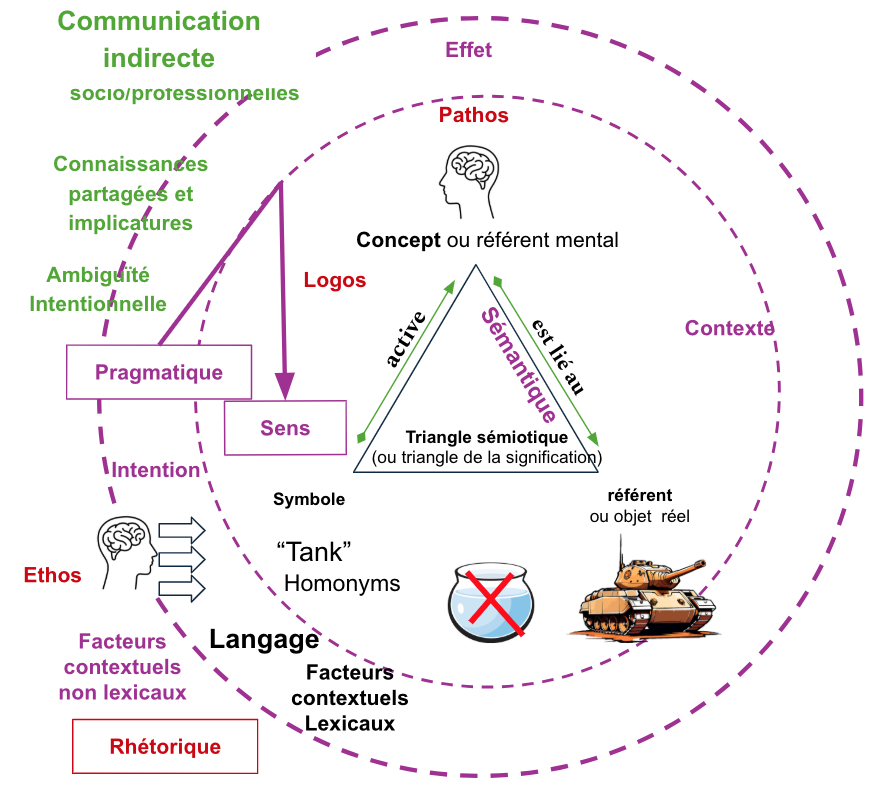 Communication
indirecte
socio/professionnelles
Effet
Pathos
Connaissances
partagées et
implicatures
Concept ou référent mental
Ambiguïté
Intentionnelle
Logos
active
Sémantique
est lié au
Contexte
Pragmatique
Sens
Triangle sémiotique
(ou triangle de la signification)
Intention
Symbole
référent
ou objet réel
“Tank”
Homonyms
Ethos
Langage
Facteurs
contextuels
non lexicaux
Facteurs
contextuels
Lexicaux
Rhétorique